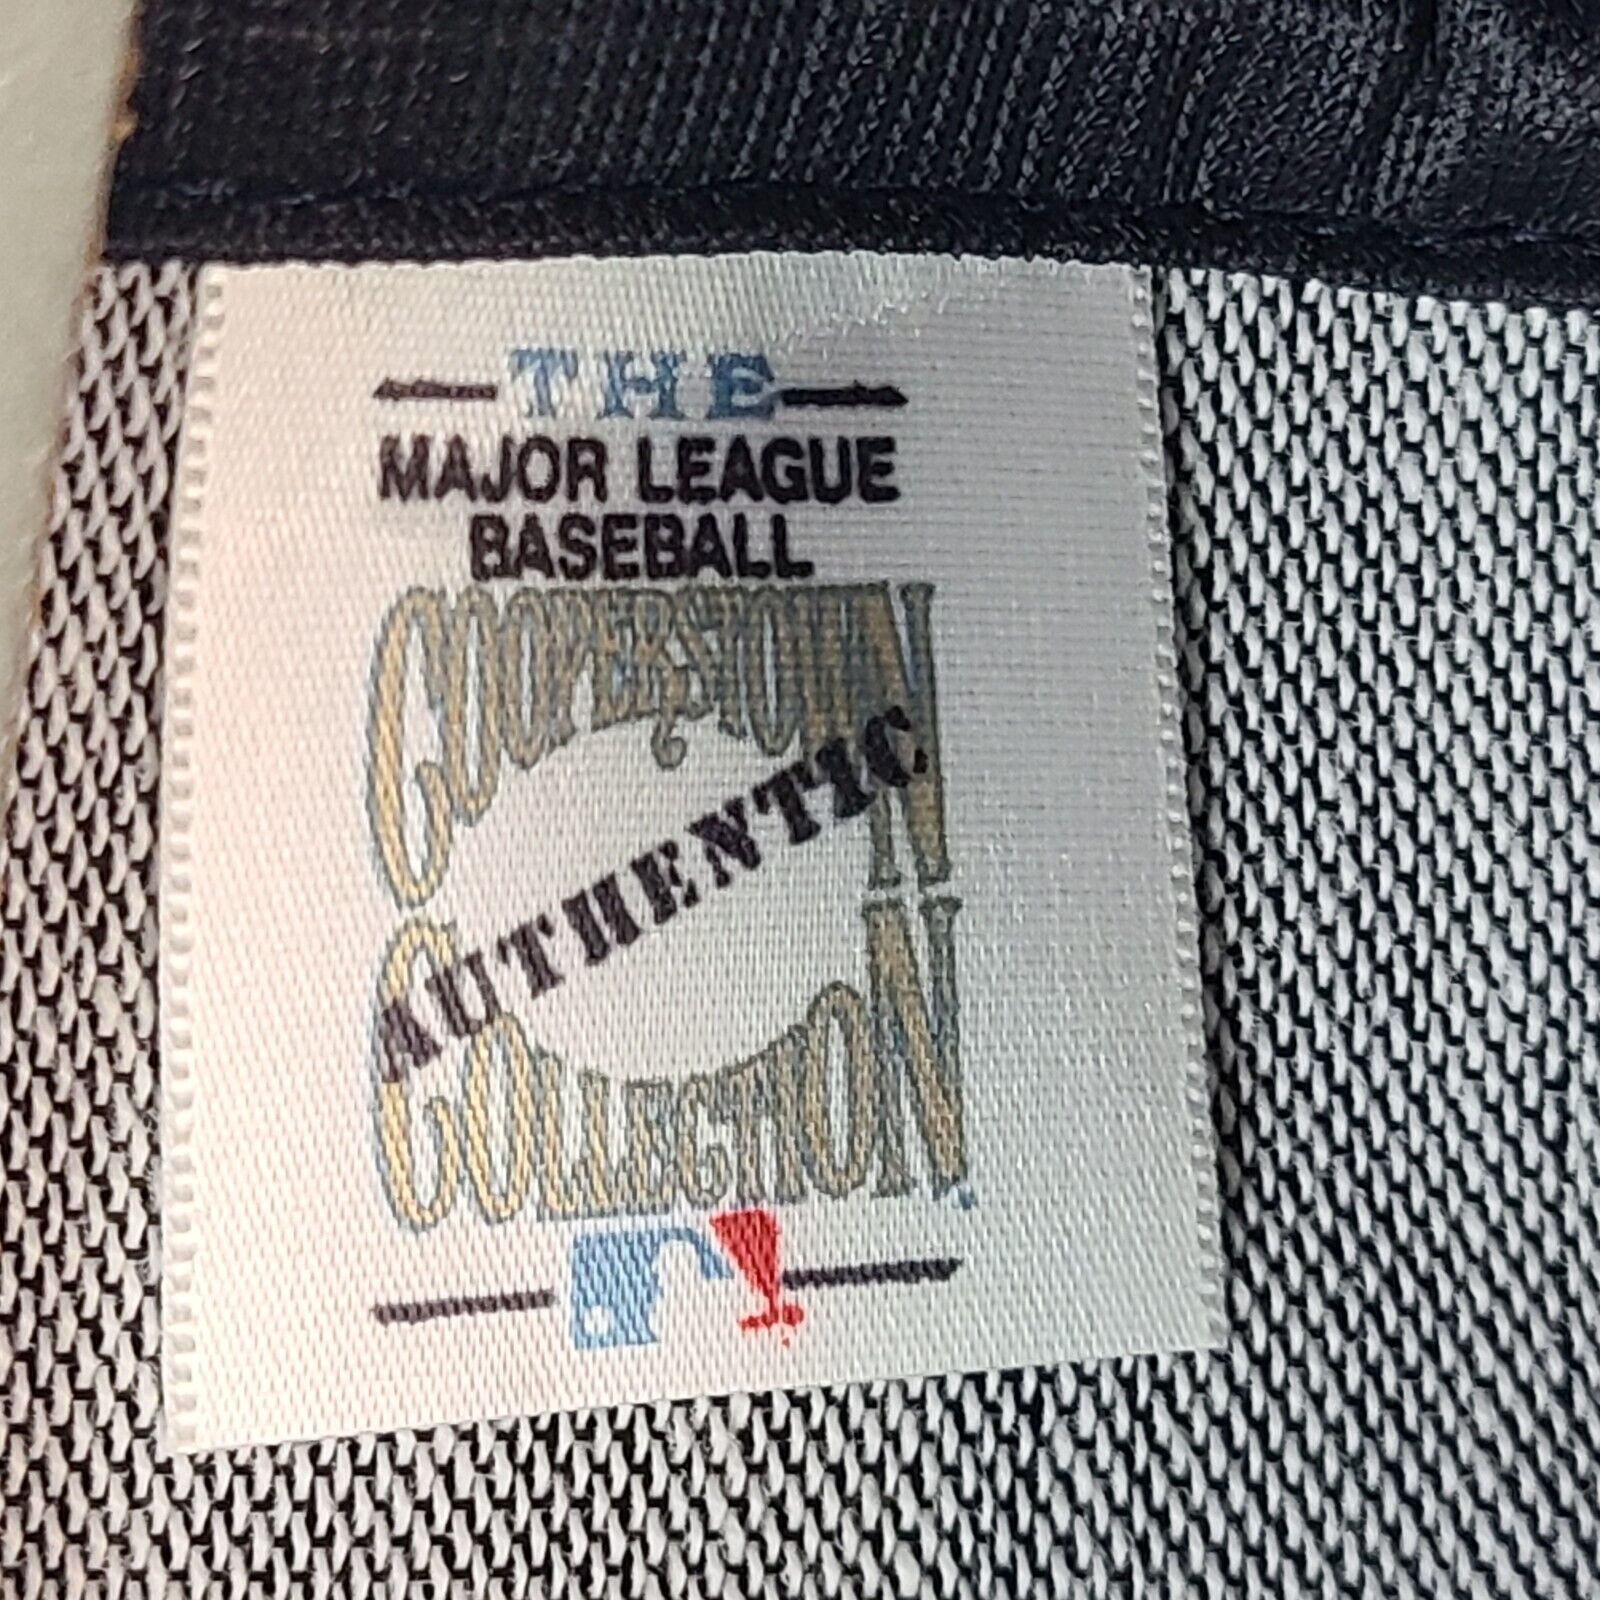 THE
MAJOR LEAGUE
BASEBALL
COOPERSTOWN
AUTHENTIC
COLLECTION